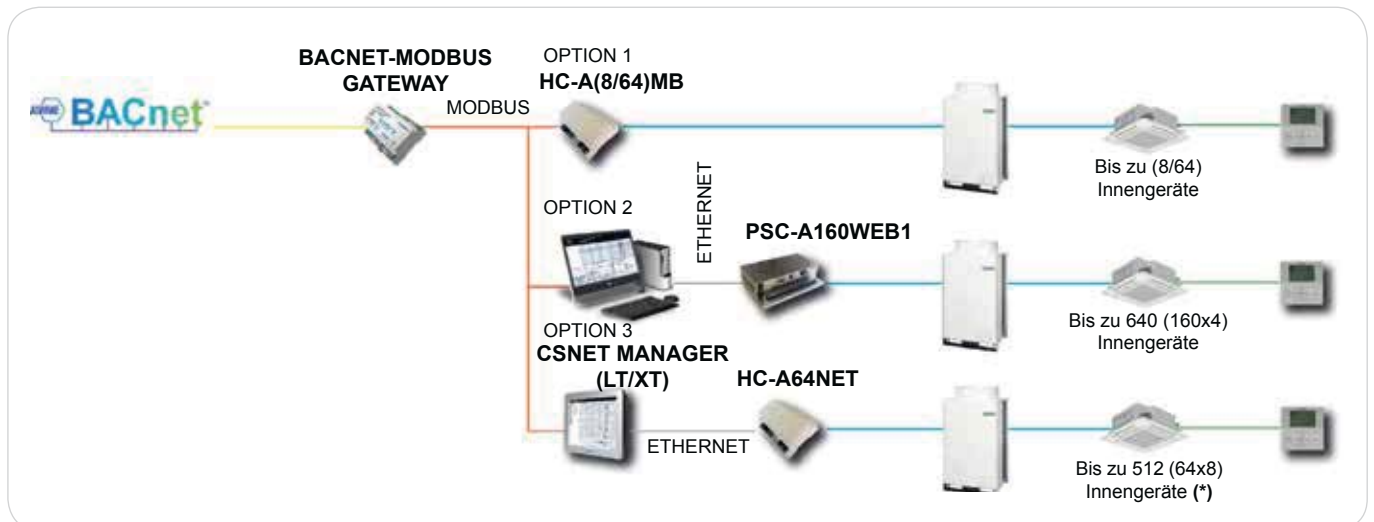 BACNET-MODBUS
GATEWAY
OPTION 1
HC-A(8/64)MB
BACnet
MODBUS
Bis zu (8/64)
Innengeräte
OPTION 2
ETHERNET
PSC-A160WEB1
Bis zu 640 (160x4)
Innengeräte
OPTION 3
CSNET MANAGER
(LT/XT)
HC-A64NET
ETHERNET
Bis zu 512 (64x8)
Innengeräte (*)